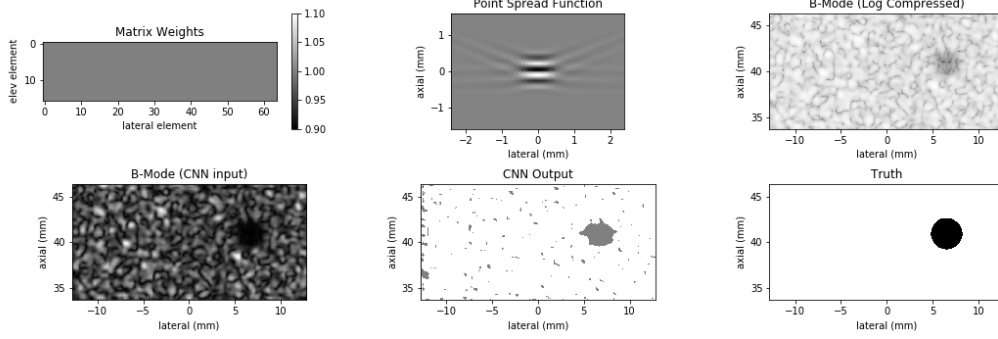 Matrix Weights
0
10
elev element
0 10 20 30 40 50 60
lateral element
1.10
1.05
1.00
0.95
0.90
Point Spread Function
1
0
−1
axial (mm)
−2 −1 0 1 2
lateral (mm)
B-Mode (Log Compressed)
45
40
35
axial (mm)
−10 −5 0 5 10
lateral (mm)
B-Mode (CNN input)
45
40
35
axial (mm)
−10 −5 0 5 10
lateral (mm)
CNN Output
45
40
35
axial (mm)
−10 −5 0 5 10
lateral (mm)
Truth
45
40
35
axial (mm)
−10 −5 0 5 10
lateral (mm)